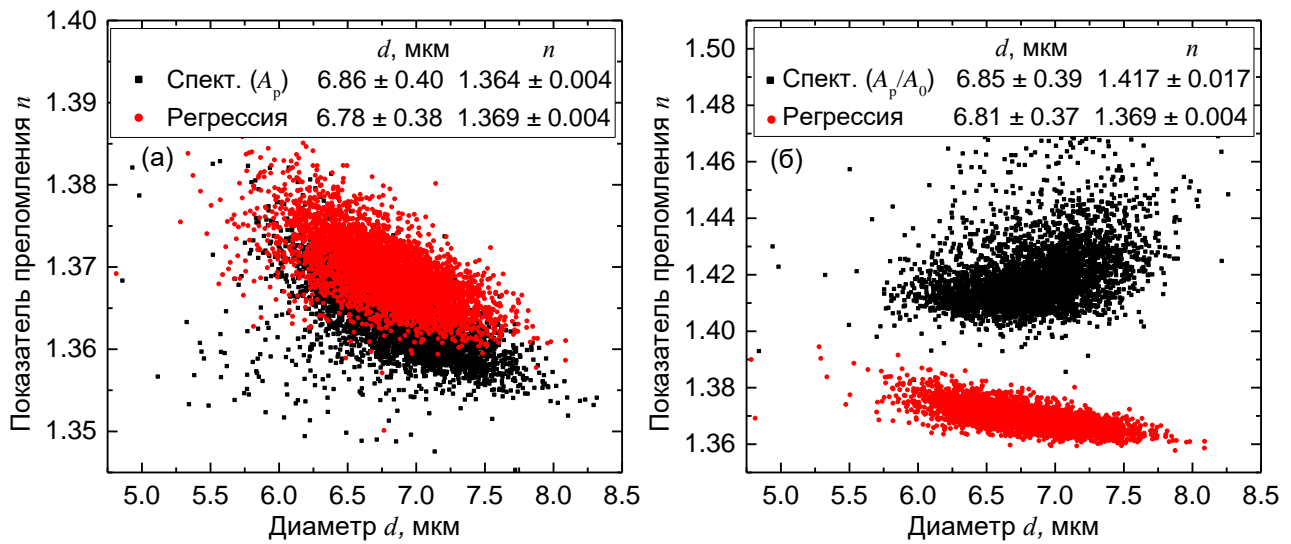 1.40
1.39
1.38
1.37
1.36
1.35
Показатель преломления n
d, мкм n
Спект. (Aₚ) 6.86 ± 0.40 1.364 ± 0.004
Регрессия 6.78 ± 0.38 1.369 ± 0.004
(а)
5.0 5.5 6.0 6.5 7.0 7.5 8.0 8.5
Диаметр d, мкм
1.50
1.48
1.46
1.44
1.42
1.40
1.38
1.36
Показатель преломления n
d, мкм n
Спект. (Aₚ/A₀) 6.85 ± 0.39 1.417 ± 0.017
Регрессия 6.81 ± 0.37 1.369 ± 0.004
(б)
5.0 5.5 6.0 6.5 7.0 7.5 8.0 8.5
Диаметр d, мкм